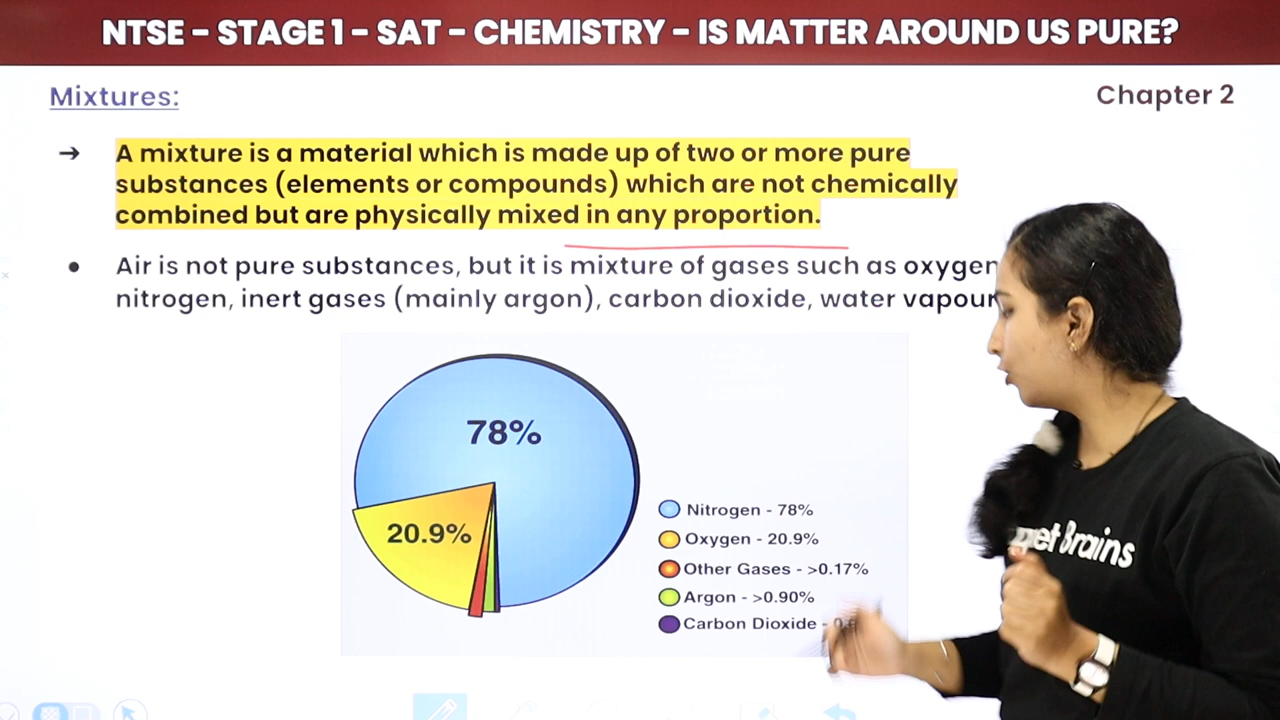 NTSE – STAGE 1 – SAT – CHEMISTRY – IS MATTER AROUND US PURE?
Mixtures:
Chapter 2
➔ A mixture is a material which is made up of two or more pure
substances (elements or compounds) which are not chemically
combined but are physically mixed in any proportion.
● Air is not pure substances, but it is mixture of gases such as oxygen
nitrogen, inert gases (mainly argon), carbon dioxide, water vapour
78%
20.9%
Nitrogen - 78%
Oxygen - 20.9%
Other Gases - >0.17%
Argon - >0.90%
Carbon Dioxide -
Brains